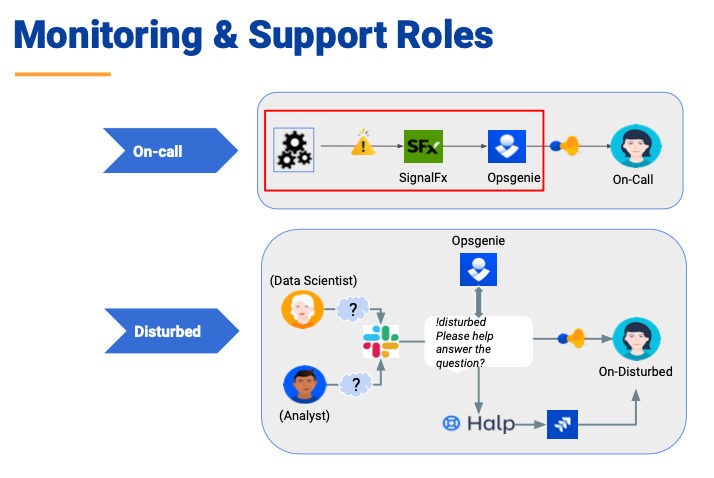 Monitoring & Support Roles
On-call
SFx
SignalFx
Opsgenie
On-Call
Disturbed
Opsgenie
(Data Scientist)
?
!disturbed
Please help
answer the
question?
On-Disturbed
?
(Analyst)
Halp